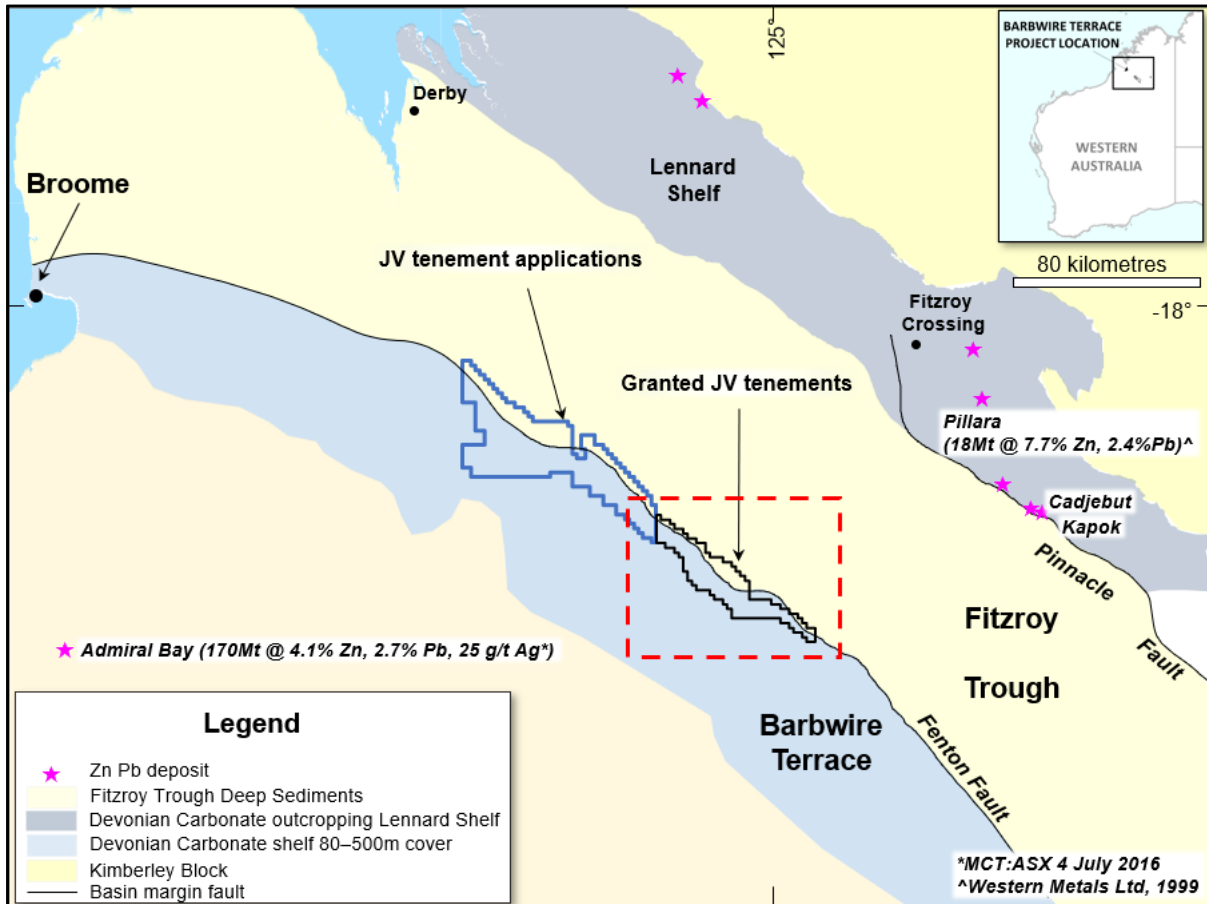 125°
BARBWIRE TERRACE
PROJECT LOCATION
WESTERN
AUSTRALIA
Derby
Broome
Lennard
Shelf
JV tenement applications
80 kilometres
-18°
Fitzroy
Crossing
Granted JV tenements
Pillara
(18Mt @ 7.7% Zn, 2.4%Pb)^
Cadjebut
Kapok
Pinnacle
Fault
Fitzroy
Trough
Admiral Bay (170Mt @ 4.1% Zn, 2.7% Pb, 25 g/t Ag*)
Barbwire
Terrace
Fenton Fault
Legend
Zn Pb deposit
Fitzroy Trough Deep Sediments
Devonian Carbonate outcropping Lennard Shelf
Devonian Carbonate shelf 80–500m cover
Kimberley Block
Basin margin fault
*MCT:ASX 4 July 2016
^Western Metals Ltd, 1999